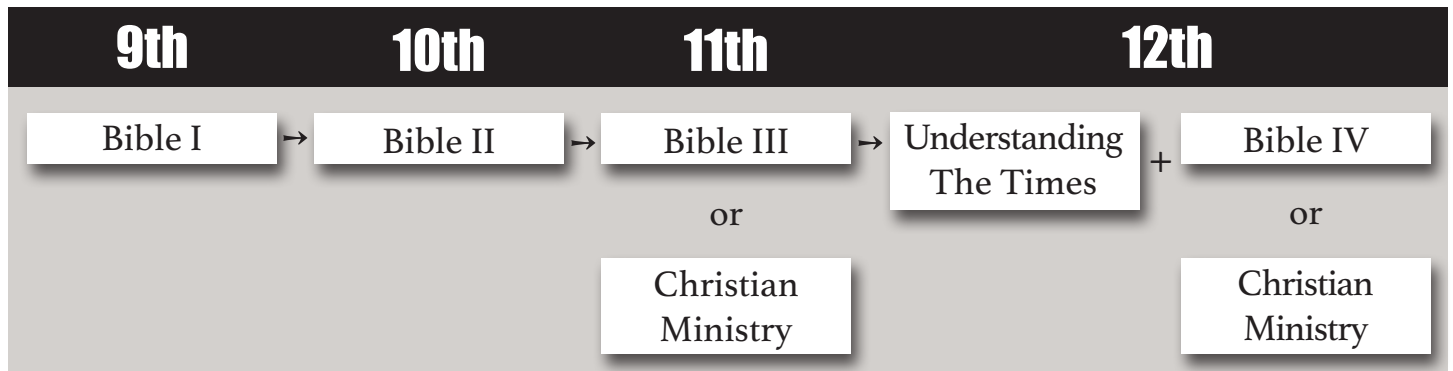 9th 10th 11th 12th
Bible I → Bible II → Bible III → Understanding The Times + Bible IV
or or
Christian Ministry Christian Ministry